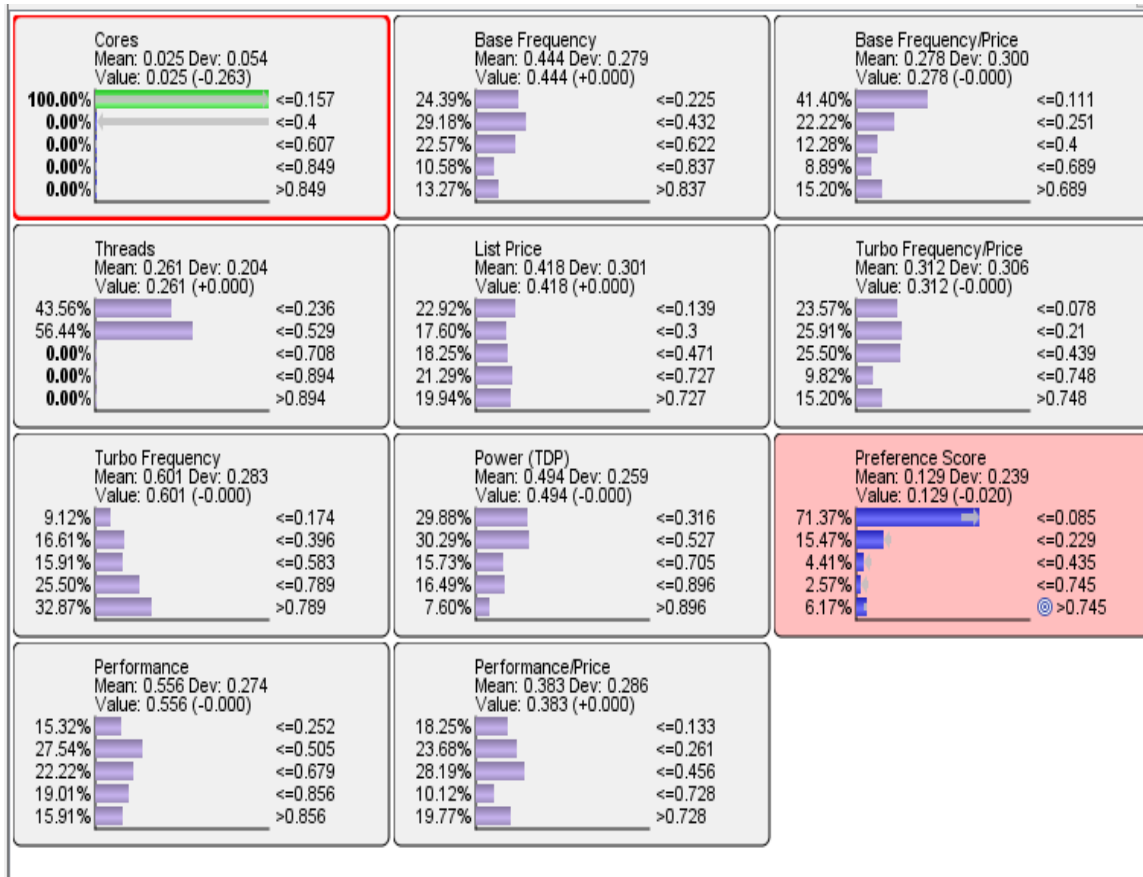 Cores
Mean: 0.025 Dev: 0.054
Value: 0.025 (-0.263)
100.00% <=0.157
0.00% <=0.4
0.00% <=0.607
0.00% <=0.849
0.00% >0.849
Base Frequency
Mean: 0.444 Dev: 0.279
Value: 0.444 (+0.000)
24.39% <=0.225
29.18% <=0.432
22.57% <=0.622
10.58% <=0.837
13.27% >0.837
Base Frequency/Price
Mean: 0.278 Dev: 0.300
Value: 0.278 (-0.000)
41.40% <=0.111
22.22% <=0.251
12.28% <=0.4
8.89% <=0.689
15.20% >0.689
Threads
Mean: 0.261 Dev: 0.204
Value: 0.261 (+0.000)
43.56% <=0.236
56.44% <=0.529
0.00% <=0.708
0.00% <=0.894
0.00% >0.894
List Price
Mean: 0.418 Dev: 0.301
Value: 0.418 (+0.000)
22.92% <=0.139
17.60% <=0.3
18.25% <=0.471
21.29% <=0.727
19.94% >0.727
Turbo Frequency/Price
Mean: 0.312 Dev: 0.306
Value: 0.312 (-0.000)
23.57% <=0.078
25.91% <=0.21
25.50% <=0.439
9.82% <=0.748
15.20% >0.748
Turbo Frequency
Mean: 0.601 Dev: 0.283
Value: 0.601 (-0.000)
9.12% <=0.174
16.61% <=0.396
15.91% <=0.583
25.50% <=0.789
32.87% >0.789
Power (TDP)
Mean: 0.494 Dev: 0.259
Value: 0.494 (-0.000)
29.88% <=0.316
30.29% <=0.527
15.73% <=0.705
16.49% <=0.896
7.60% >0.896
Preference Score
Mean: 0.129 Dev: 0.239
Value: 0.129 (-0.020)
71.37% <=0.085
15.47% <=0.229
4.41% <=0.435
2.57% <=0.745
6.17% >0.745
Performance
Mean: 0.556 Dev: 0.274
Value: 0.556 (-0.000)
15.32% <=0.252
27.54% <=0.505
22.22% <=0.679
19.01% <=0.856
15.91% >0.856
Performance/Price
Mean: 0.383 Dev: 0.286
Value: 0.383 (+0.000)
18.25% <=0.133
23.68% <=0.261
28.19% <=0.456
10.12% <=0.728
19.77% >0.728